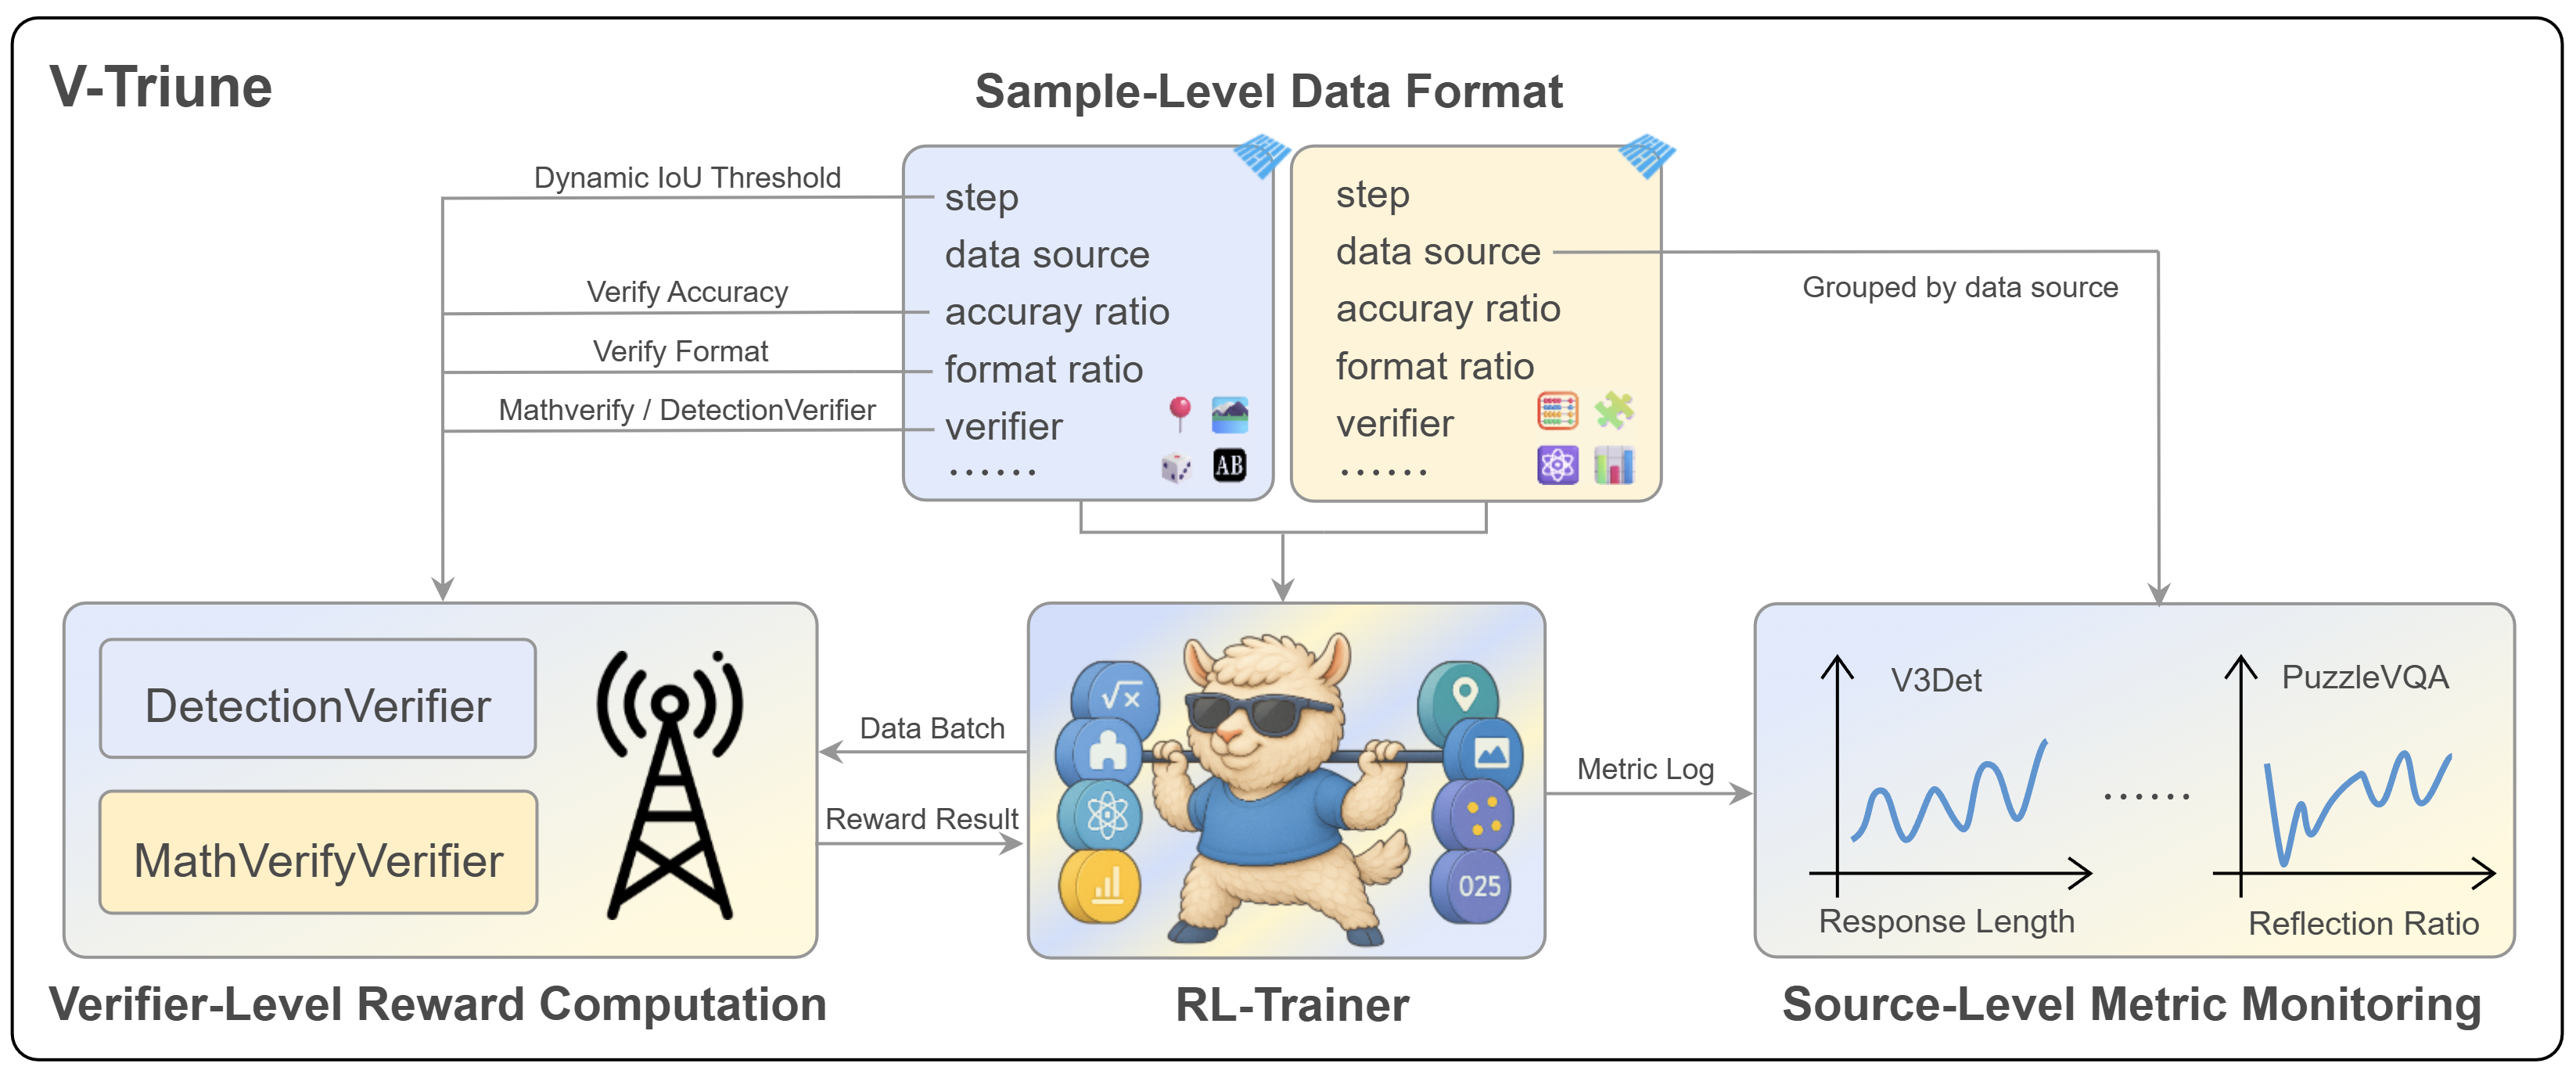 V-Triune
Sample-Level Data Format
Dynamic IoU Threshold
Verify Accuracy
Verify Format
Mathverify / DetectionVerifier
step
data source
accuray ratio
format ratio
verifier
......
AB
step
data source
accuray ratio
format ratio
verifier
......
Grouped by data source
DetectionVerifier
MathVerifyVerifier
Data Batch
Reward Result
√x
025
Metric Log
V3Det
Response Length
......
PuzzleVQA
Reflection Ratio
Verifier-Level Reward Computation
RL-Trainer
Source-Level Metric Monitoring